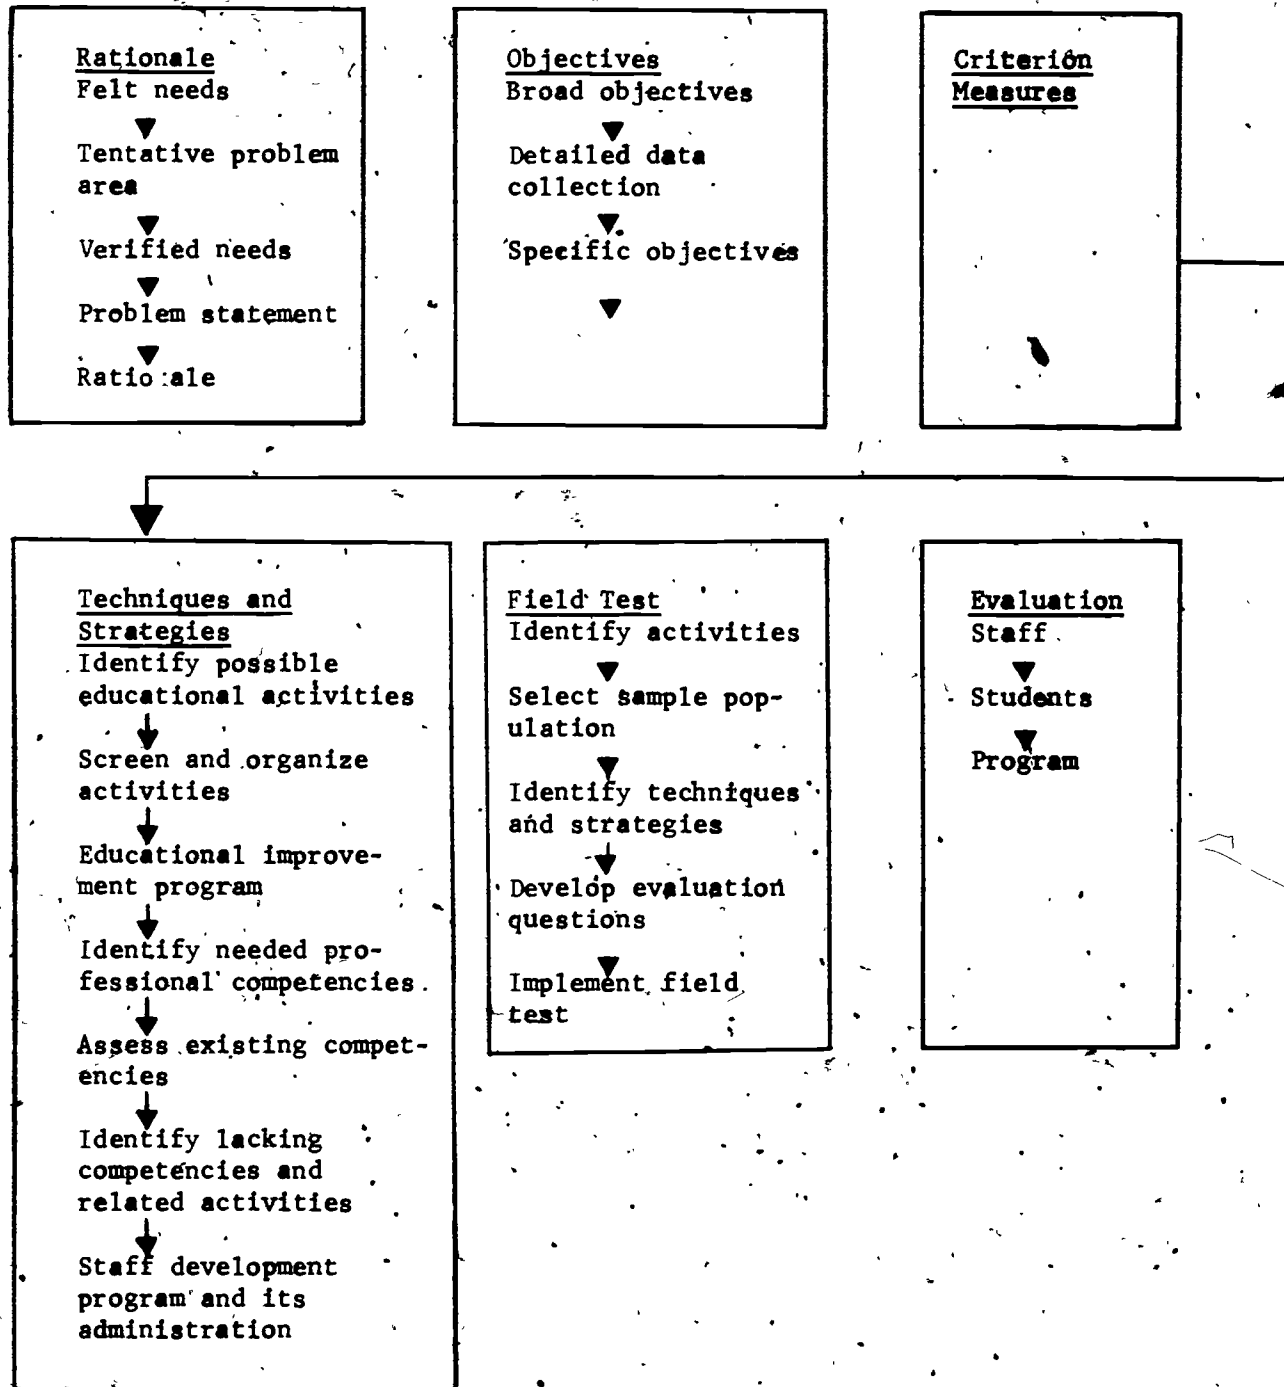 Rationale
Felt needs
Tentative problem
area
Verified needs
Problem statement
Ratio ale
Objectives
Broad objectives
Detailed data
collection
Specific objectives
Criterion
Measures
Techniques and
Strategies
Identify possible
educational activities
Screen and organize
activities
Educational improve-
ment program
Identify needed pro-
fessional competencies
Assess existing compet-
encies
Identify lacking
competencies and
related activities
Staff development
program and its
administration
Field Test
Identify activities
Select sample pop-
ulation
Identify techniques
and strategies
Develop evaluation
questions
Implement field
test
Evaluation
Staff
Students
Program